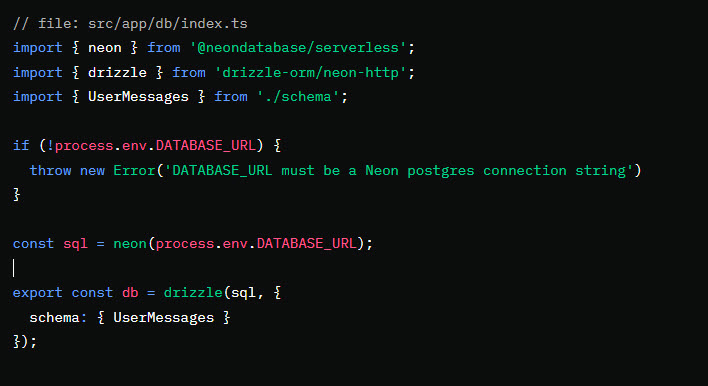 // file: src/app/db/index.ts
import { neon } from '@neondatabase/serverless';
import { drizzle } from 'drizzle-orm/neon-http';
import { UserMessages } from './schema';
if (!process.env.DATABASE_URL) {
throw new Error('DATABASE_URL must be a Neon postgres connection string')
}
const sql = neon(process.env.DATABASE_URL);
export const db = drizzle(sql, {
schema: { UserMessages }
});